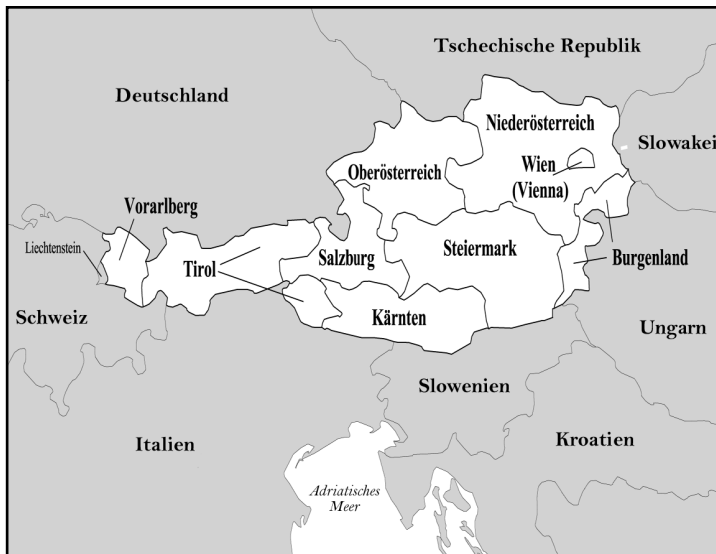 Tschechische Republik
Deutschland
Niederösterreich
Slowakei
Wien
(Vienna)
Oberösterreich
Vorarlberg
Liechtenstein
Tirol
Salzburg
Steiermark
Burgenland
Schweiz
Kärnten
Ungarn
Slowenien
Italien
Kroatien
Adriatisches
Meer